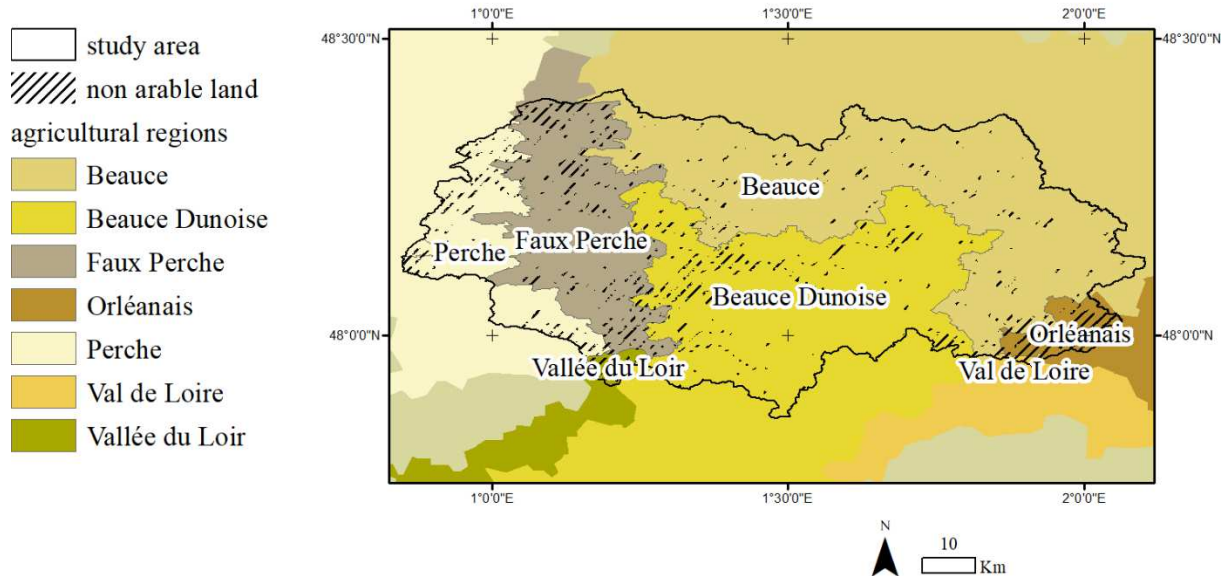 study area
non arable land
agricultural regions
Beauce
Beauce Dunoise
Faux Perche
Orléanais
Perche
Val de Loire
Vallée du Loir
1°0'0"E
1°30'0"E
2°0'0"E
48°30'0"N
48°30'0"N
Beauce
Perche
Faux Perche
Beauce Dunoise
48°0'0"N
Orléanais
48°0'0"N
Vallée du Loir
Val de Loire
1°0'0"E
1°30'0"E
2°0'0"E
N
10
Km